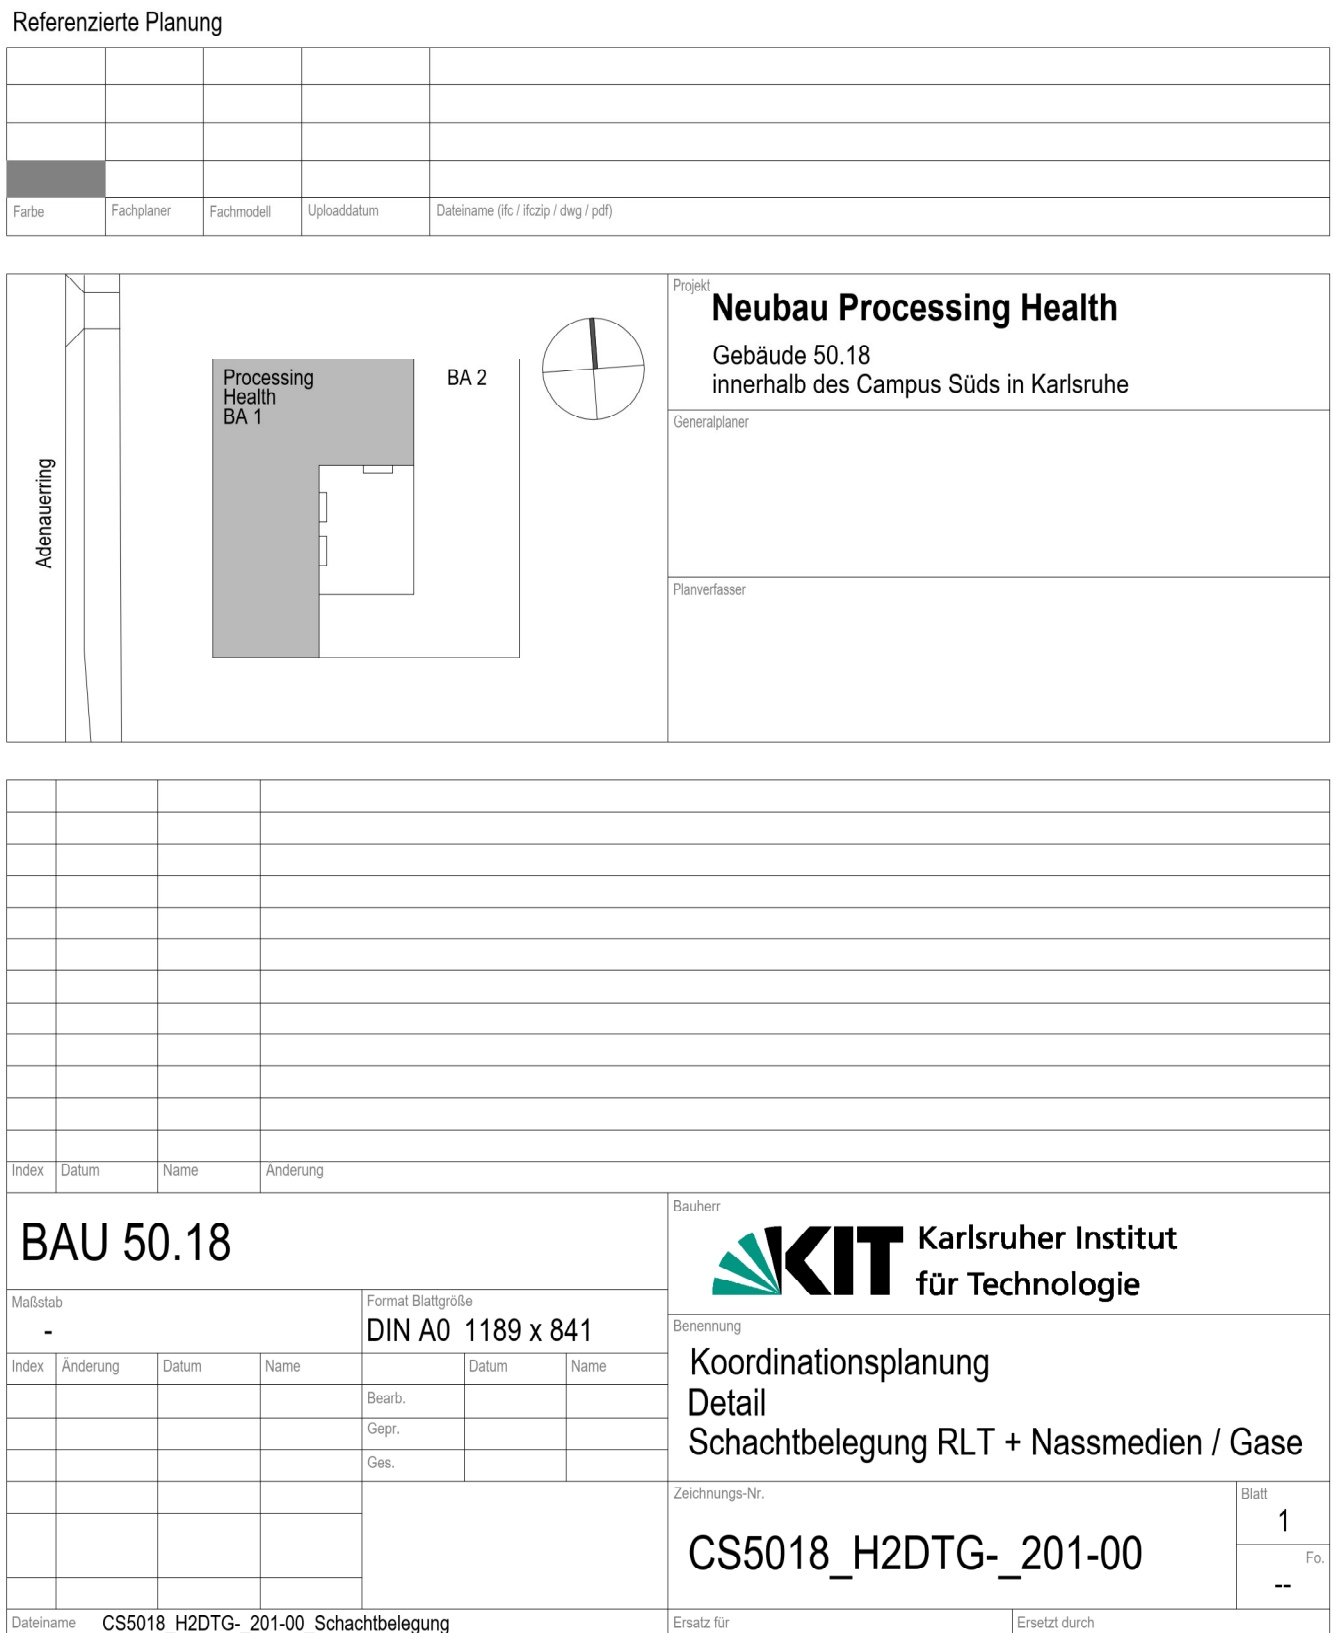 Referenzierte Planung
Farbe Fachplaner Fachmodell Uploaddatum Dateiname (ifc / ifczip / dwg / pdf)
Adenauerring
Processing
Health
BA 1
BA 2
Projekt
Neubau Processing Health
Gebäude 50.18
innerhalb des Campus Süds in Karlsruhe
Generalplaner
Planverfasser
Index Datum Name Änderung
BAU 50.18
Bauherr
KIT Karlsruher Institut
für Technologie
Maßstab
-
Format Blattgröße
DIN A0 1189 x 841
Index Änderung Datum Name Datum Name
Bearb.
Gepr.
Ges.
Benennung
Koordinationsplanung
Detail
Schachtbelegung RLT + Nassmedien / Gase
Zeichnungs-Nr.
CS5018_H2DTG-_201-00
Blatt
1
Fo.
--
Dateiname CS5018_H2DTG-_201-00_Schachtbelegung
Ersatz für
Ersetzt durch